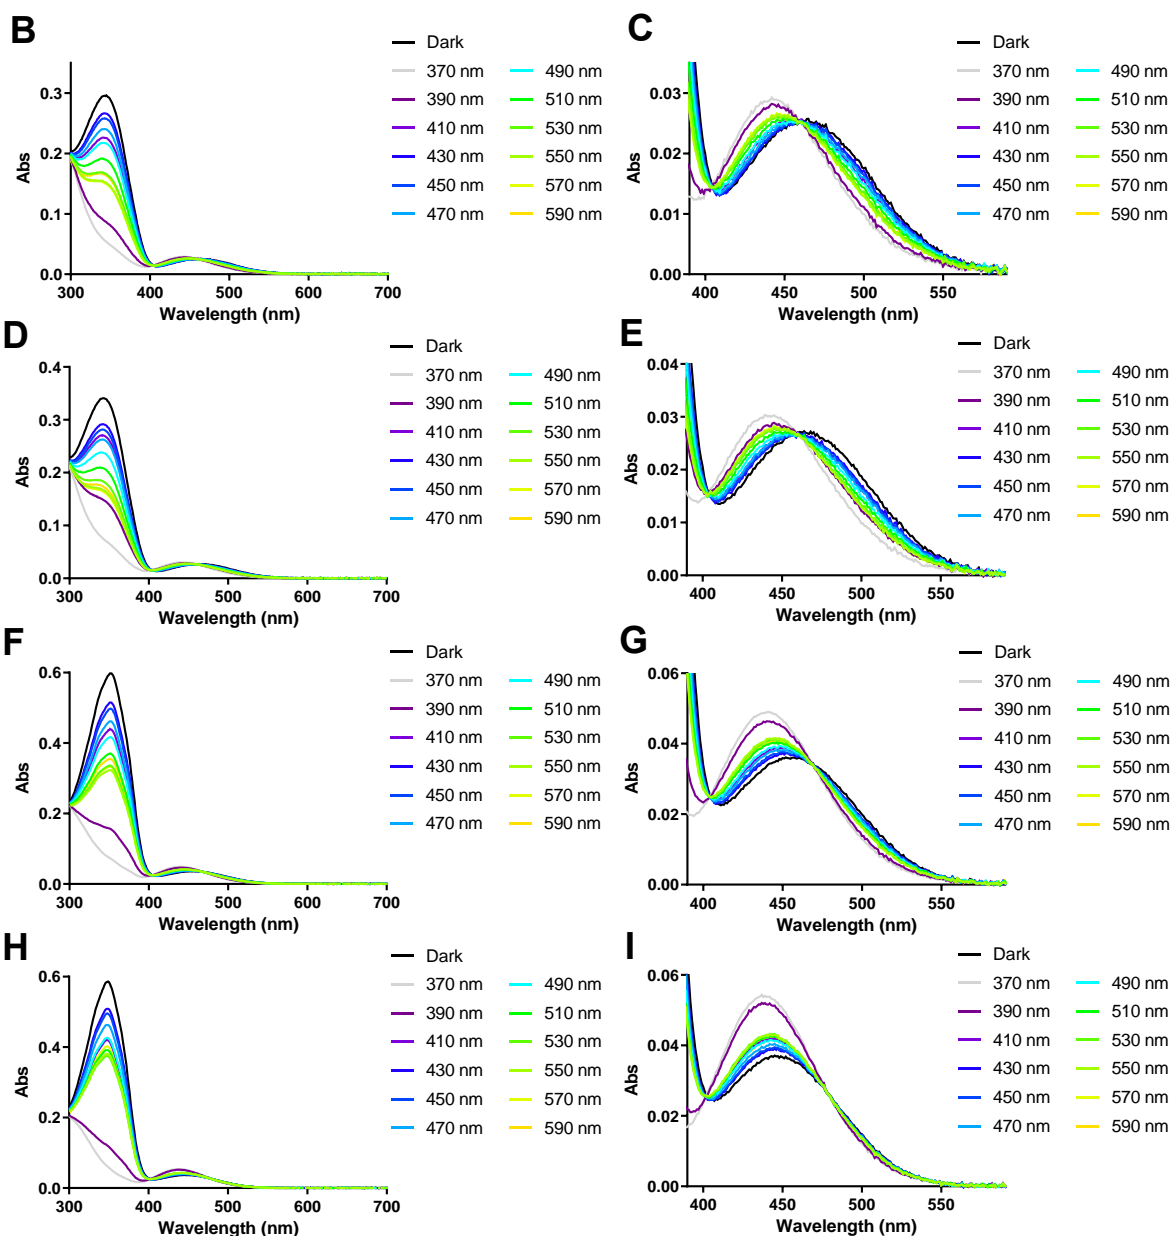 B
Dark
370 nm 490 nm
390 nm 510 nm
410 nm 530 nm
430 nm 550 nm
450 nm 570 nm
470 nm 590 nm
0.3
0.2
0.1
0.0
Abs
300 400 500 600 700
Wavelength (nm)
C
Dark
370 nm 490 nm
390 nm 510 nm
410 nm 530 nm
430 nm 550 nm
450 nm 570 nm
470 nm 590 nm
0.03
0.02
0.01
0.00
Abs
400 450 500 550
Wavelength (nm)
D
Dark
370 nm 490 nm
390 nm 510 nm
410 nm 530 nm
430 nm 550 nm
450 nm 570 nm
470 nm 590 nm
0.4
0.3
0.2
0.1
0.0
Abs
300 400 500 600 700
Wavelength (nm)
E
Dark
370 nm 490 nm
390 nm 510 nm
410 nm 530 nm
430 nm 550 nm
450 nm 570 nm
470 nm 590 nm
0.04
0.03
0.02
0.01
0.00
Abs
400 450 500 550
Wavelength (nm)
F
Dark
370 nm 490 nm
390 nm 510 nm
410 nm 530 nm
430 nm 550 nm
450 nm 570 nm
470 nm 590 nm
0.6
0.4
0.2
0.0
Abs
300 400 500 600 700
Wavelength (nm)
G
Dark
370 nm 490 nm
390 nm 510 nm
410 nm 530 nm
430 nm 550 nm
450 nm 570 nm
470 nm 590 nm
0.06
0.04
0.02
0.00
Abs
400 450 500 550
Wavelength (nm)
H
Dark
370 nm 490 nm
390 nm 510 nm
410 nm 530 nm
430 nm 550 nm
450 nm 570 nm
470 nm 590 nm
0.6
0.4
0.2
0.0
Abs
300 400 500 600 700
Wavelength (nm)
I
Dark
370 nm 490 nm
390 nm 510 nm
410 nm 530 nm
430 nm 550 nm
450 nm 570 nm
470 nm 590 nm
0.06
0.04
0.02
0.00
Abs
400 450 500 550
Wavelength (nm)